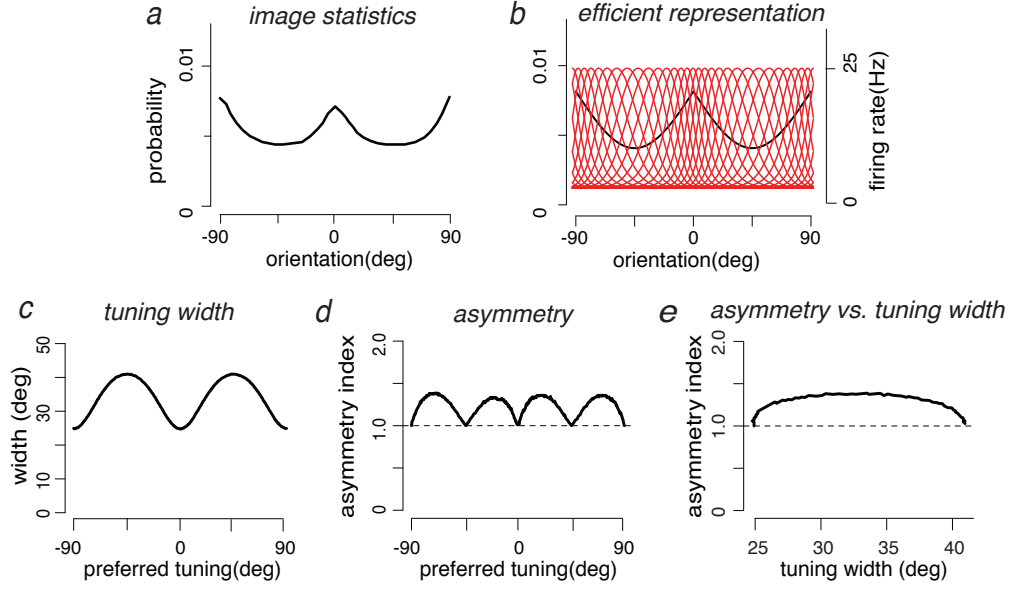 a image statistics
probability
0.01
0
-90 0 90
orientation(deg)
b efficient representation
0.01
0
25
0
firing rate(Hz)
-90 0 90
orientation(deg)
c tuning width
width (deg)
50
30
10
0
-90 0 90
preferred tuning(deg)
d asymmetry
asymmetry index
2.0
1.0
0
-90 0 90
preferred tuning(deg)
e asymmetry vs. tuning width
asymmetry index
2.0
1.0
0
25 30 35 40
tuning width (deg)